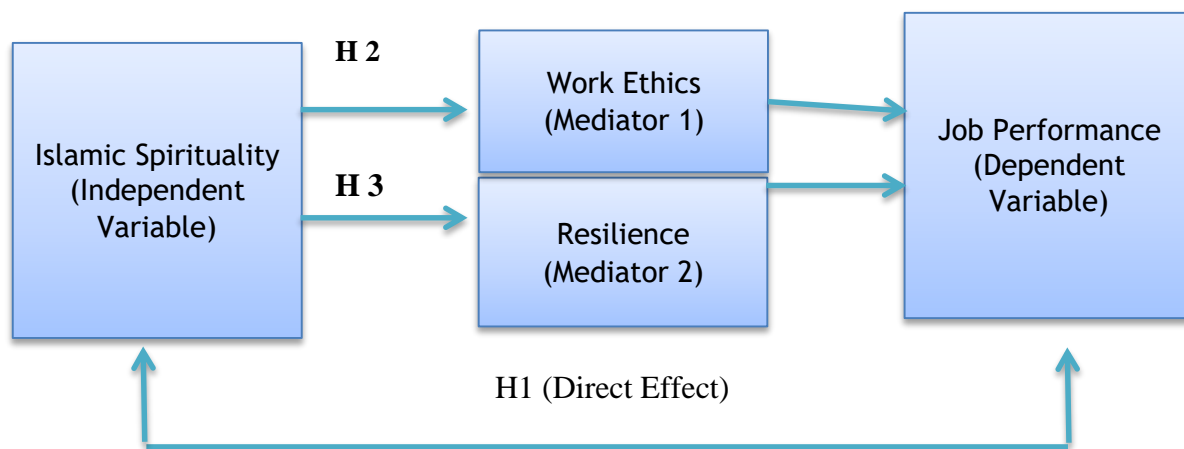 Islamic Spirituality
(Independent
Variable)
H 2
H 3
Work Ethics
(Mediator 1)
Resilience
(Mediator 2)
Job Performance
(Dependent
Variable)
H1 (Direct Effect)